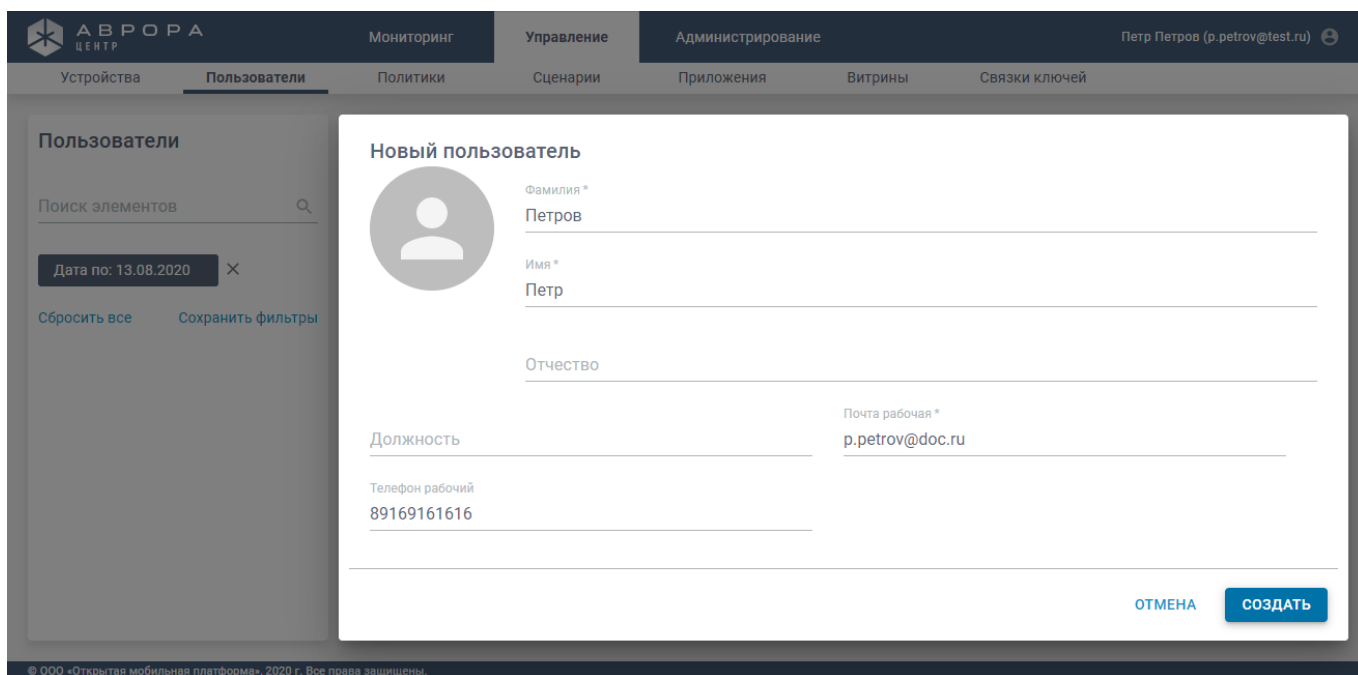 АВРОРА
ЦЕНТР
Мониторинг Управление Администрирование Петр Петров (p.petrov@test.ru)
Устройства Пользователи Политики Сценарии Приложения Витрины Связки ключей
Пользователи
Поиск элементов
Дата по: 13.08.2020
Сбросить все Сохранить фильтры
Новый пользователь
Фамилия *
Петров
Имя *
Петр
Отчество
Должность
Почта рабочая *
p.petrov@doc.ru
Телефон рабочий
89169161616
ОТМЕНА СОЗДАТЬ
© ООО «Открытая мобильная платформа», 2020 г. Все права защищены.